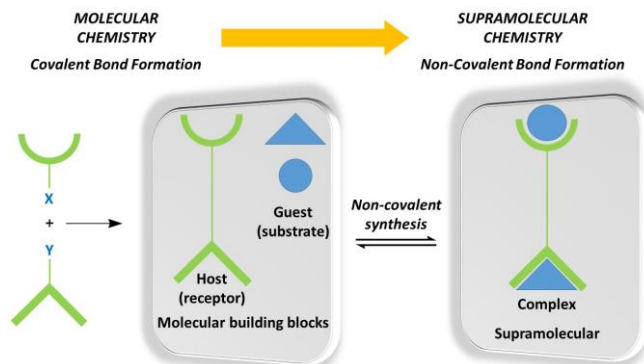 MOLECULAR
CHEMISTRY
Covalent Bond Formation
SUPRAMOLECULAR
CHEMISTRY
Non-Covalent Bond Formation
X
+
Y
Guest
(substrate)
Host
(receptor)
Molecular building blocks
Non-covalent
synthesis
Complex
Supramolecular